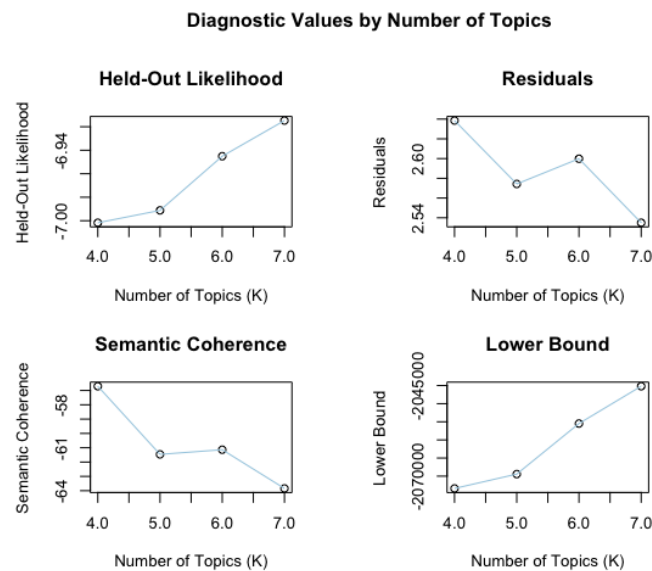 Diagnostic Values by Number of Topics
Held-Out Likelihood
Held-Out Likelihood
-6.94
-7.00
4.0 5.0 6.0 7.0
Number of Topics (K)
Residuals
Residuals
2.60
2.54
4.0 5.0 6.0 7.0
Number of Topics (K)
Semantic Coherence
Semantic Coherence
-58
-61
-64
4.0 5.0 6.0 7.0
Number of Topics (K)
Lower Bound
Lower Bound
-2045000
-2070000
4.0 5.0 6.0 7.0
Number of Topics (K)